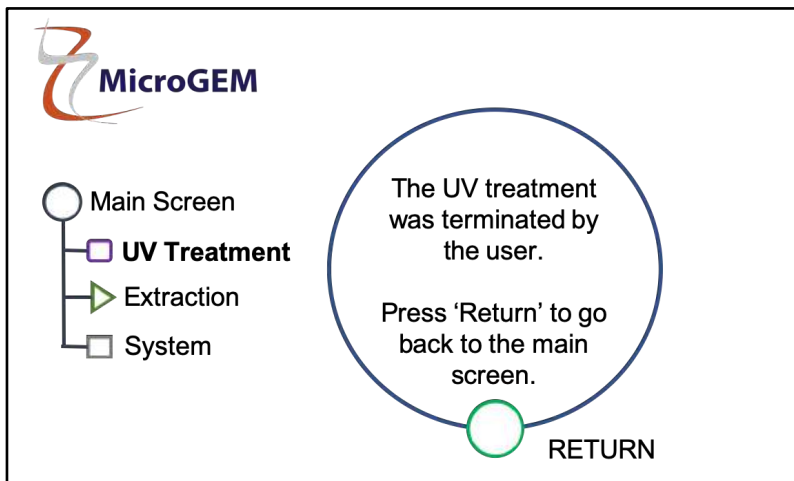 MicroGEM
Main Screen
UV Treatment
Extraction
System
The UV treatment
was terminated by
the user.
Press ‘Return’ to go
back to the main
screen.
RETURN